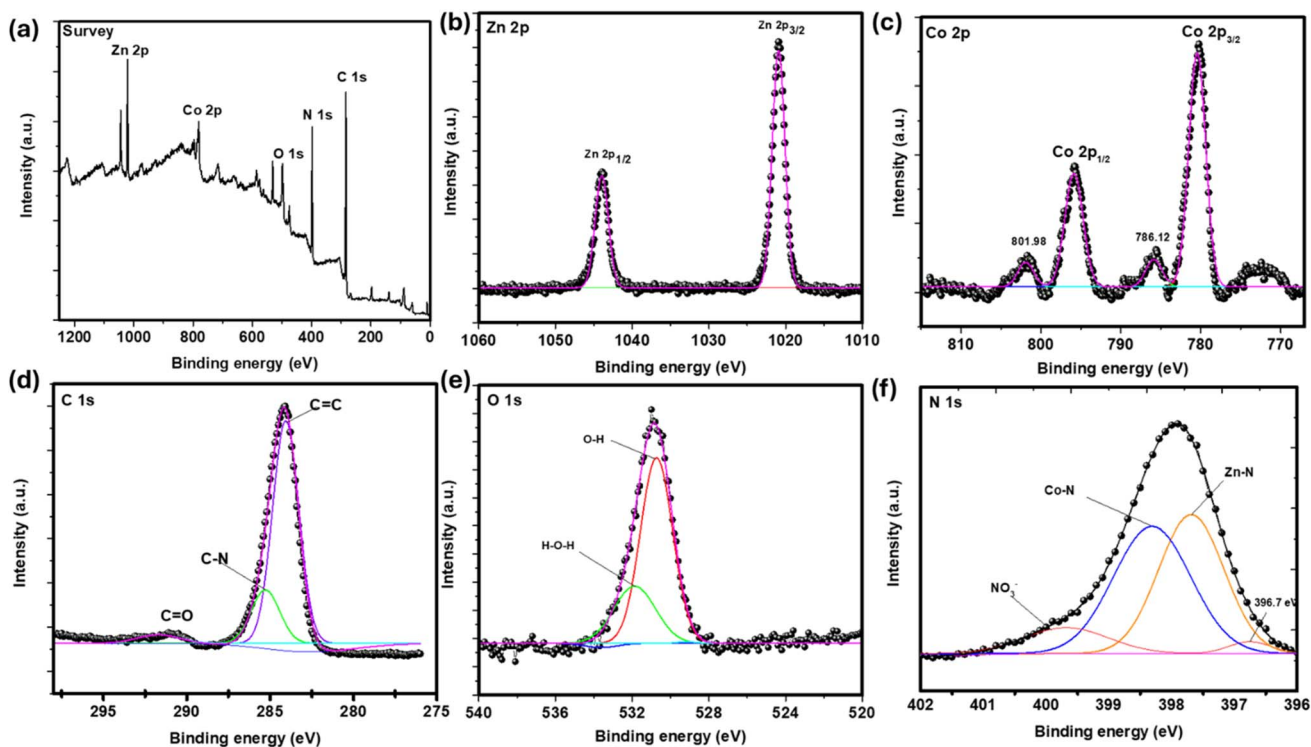 (a)
Survey
Zn 2p
Co 2p
O 1s
N 1s
C 1s
Intensity (a.u.)
1200 1000 800 600 400 200 0
Binding energy (eV)
(b)
Zn 2p
Zn 2p1/2
Zn 2p3/2
Intensity (a.u.)
1060 1050 1040 1030 1020 1010
Binding energy (eV)
(c)
Co 2p
Co 2p3/2
Co 2p1/2
801.98
786.12
Intensity (a.u.)
810 800 790 780 770
Binding energy (eV)
(d)
C 1s
C=C
C-N
C=O
Intensity (a.u.)
295 290 285 280 275
Binding energy (eV)
(e)
O 1s
O-H
H-O-H
Intensity (a.u.)
540 536 532 528 524 520
Binding energy (eV)
(f)
N 1s
Zn-N
Co-N
NO3-
396.7 eV
Intensity (a.u.)
402 401 400 399 398 397 396
Binding energy (eV)